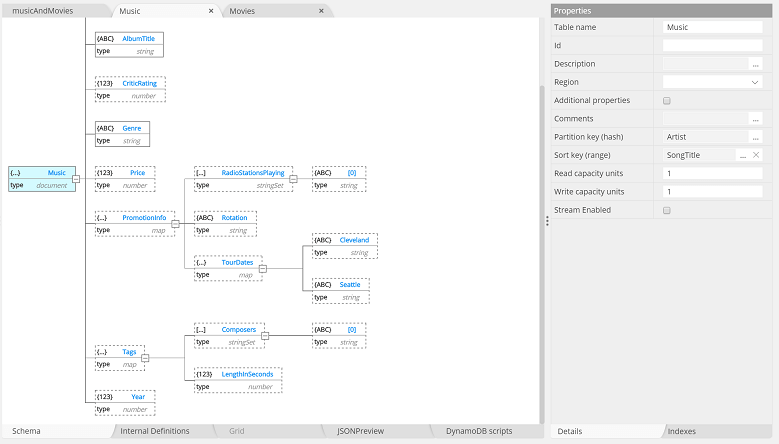 musicAndMovies
Music ×
Movies ×
{ABC} AlbumTitle
type string
{123} CriticRating
type number
{ABC} Genre
type string
{...} Music
type document
{123} Price
type number
[...] RadioStationsPlaying
type stringSet
{ABC} [0]
type string
{...} PromotionInfo
type map
{ABC} Rotation
type string
{...} TourDates
type map
{ABC} Cleveland
type string
{ABC} Seattle
type string
{...} Tags
type map
[...] Composers
type stringSet
{ABC} [0]
type string
{123} LengthInSeconds
type number
{123} Year
type number
Schema
Internal Definitions
Grid
JSONPreview
DynamoDB scripts
Properties
Table name Music
Id
Description ...
Region
Additional properties
Comments ...
Partition key (hash) Artist ...
Sort key (range) SongTitle ... ×
Read capacity units 1
Write capacity units 1
Stream Enabled
Details
Indexes